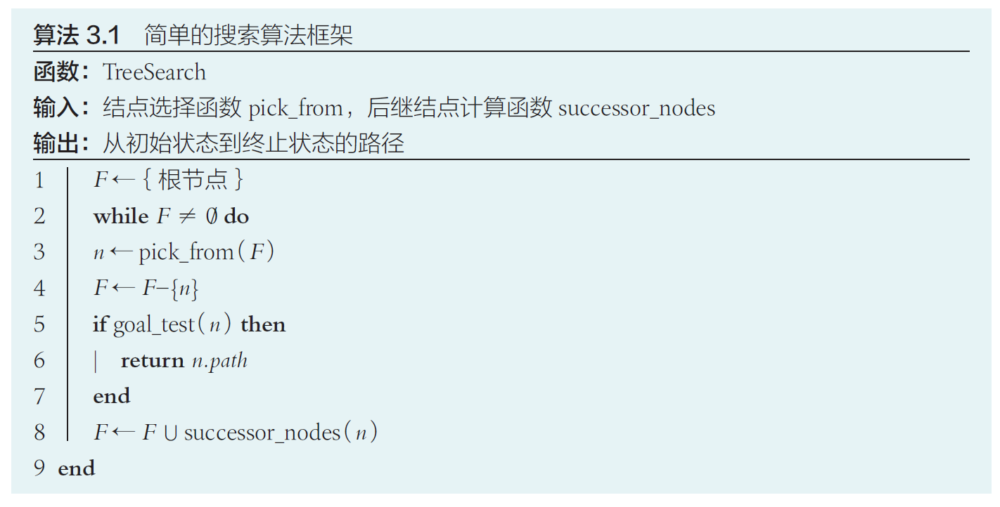 算法 3.1 简单的搜索算法框架
函数：TreeSearch
输入：结点选择函数 pick_from，后继结点计算函数 successor_nodes
输出：从初始状态到终止状态的路径
1 F ← { 根节点 }
2 while F ≠ ∅ do
3 n ← pick_from(F)
4 F ← F−{n}
5 if goal_test(n) then
6 | return n.path
7 end
8 F ← F ∪ successor_nodes(n)
9 end